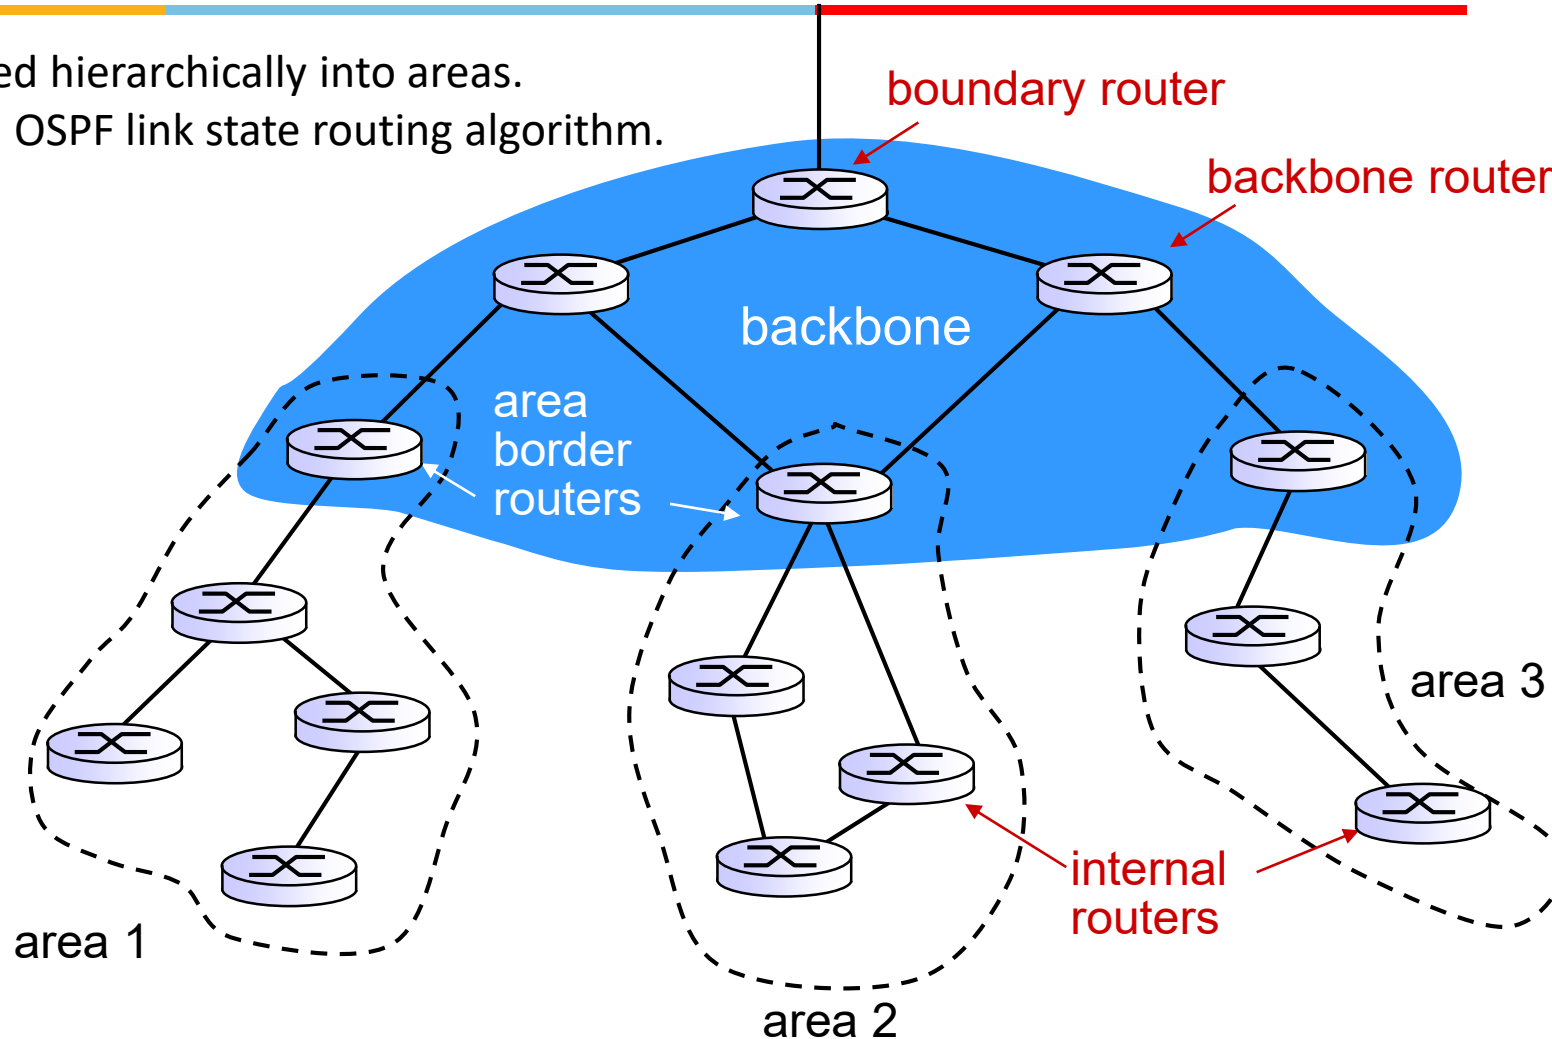 ed hierarchically into areas.
OSPF link state routing algorithm.
boundary router
backbone router
backbone
area
border
routers
area 3
internal
routers
area 1
area 2